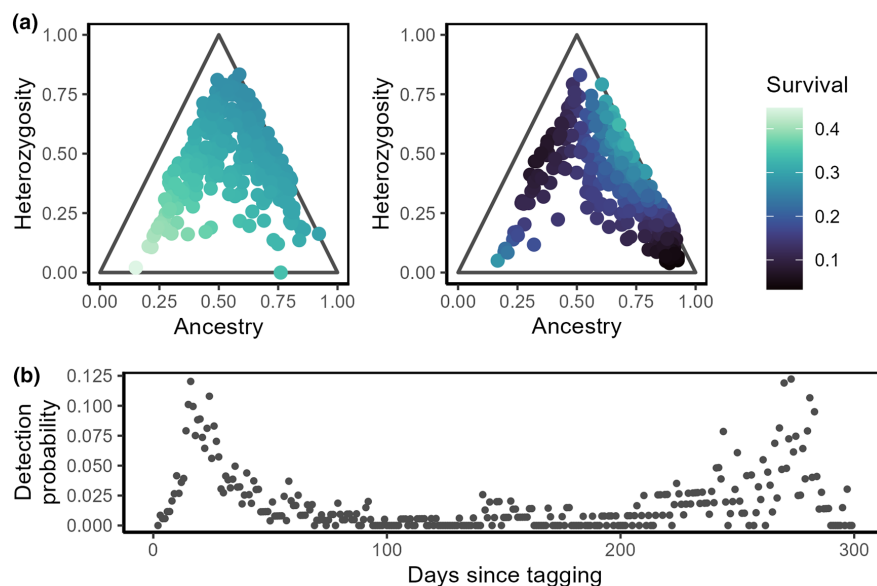 (a)
Heterozygosity
1.00
0.75
0.50
0.25
0.00
0.00 0.25 0.50 0.75 1.00
Ancestry
Heterozygosity
1.00
0.75
0.50
0.25
0.00
0.00 0.25 0.50 0.75 1.00
Ancestry
Survival
0.4
0.3
0.2
0.1
(b)
Detection
probability
0.125
0.100
0.075
0.050
0.025
0.000
0 100 200 300
Days since tagging